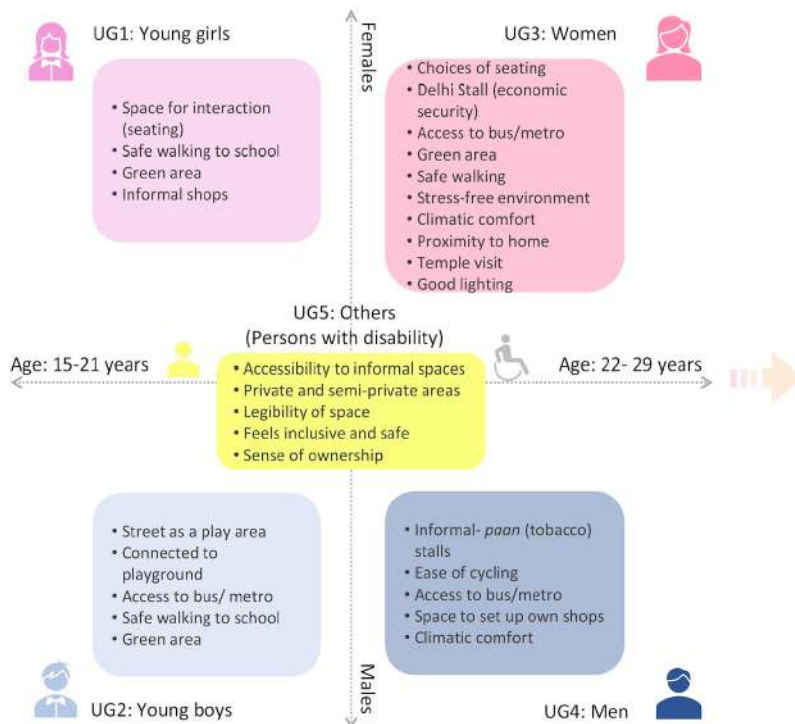 UG1: Young girls
• Space for interaction
(seating)
• Safe walking to school
• Green area
• Informal shops
Females
UG3: Women
• Choices of seating
• Delhi Stall (economic
security)
• Access to bus/metro
• Green area
• Safe walking
• Stress-free environment
• Climatic comfort
• Proximity to home
• Temple visit
• Good lighting
UG5: Others
(Persons with disability)
Age: 15-21 years
Age: 22- 29 years
• Accessibility to informal spaces
• Private and semi-private areas
• Legibility of space
• Feels inclusive and safe
• Sense of ownership
• Street as a play area
• Connected to
playground
• Access to bus/ metro
• Safe walking to school
• Green area
UG2: Young boys
Males
• Informal- paan (tobacco)
stalls
• Ease of cycling
• Access to bus/metro
• Space to set up own shops
• Climatic comfort
UG4: Men